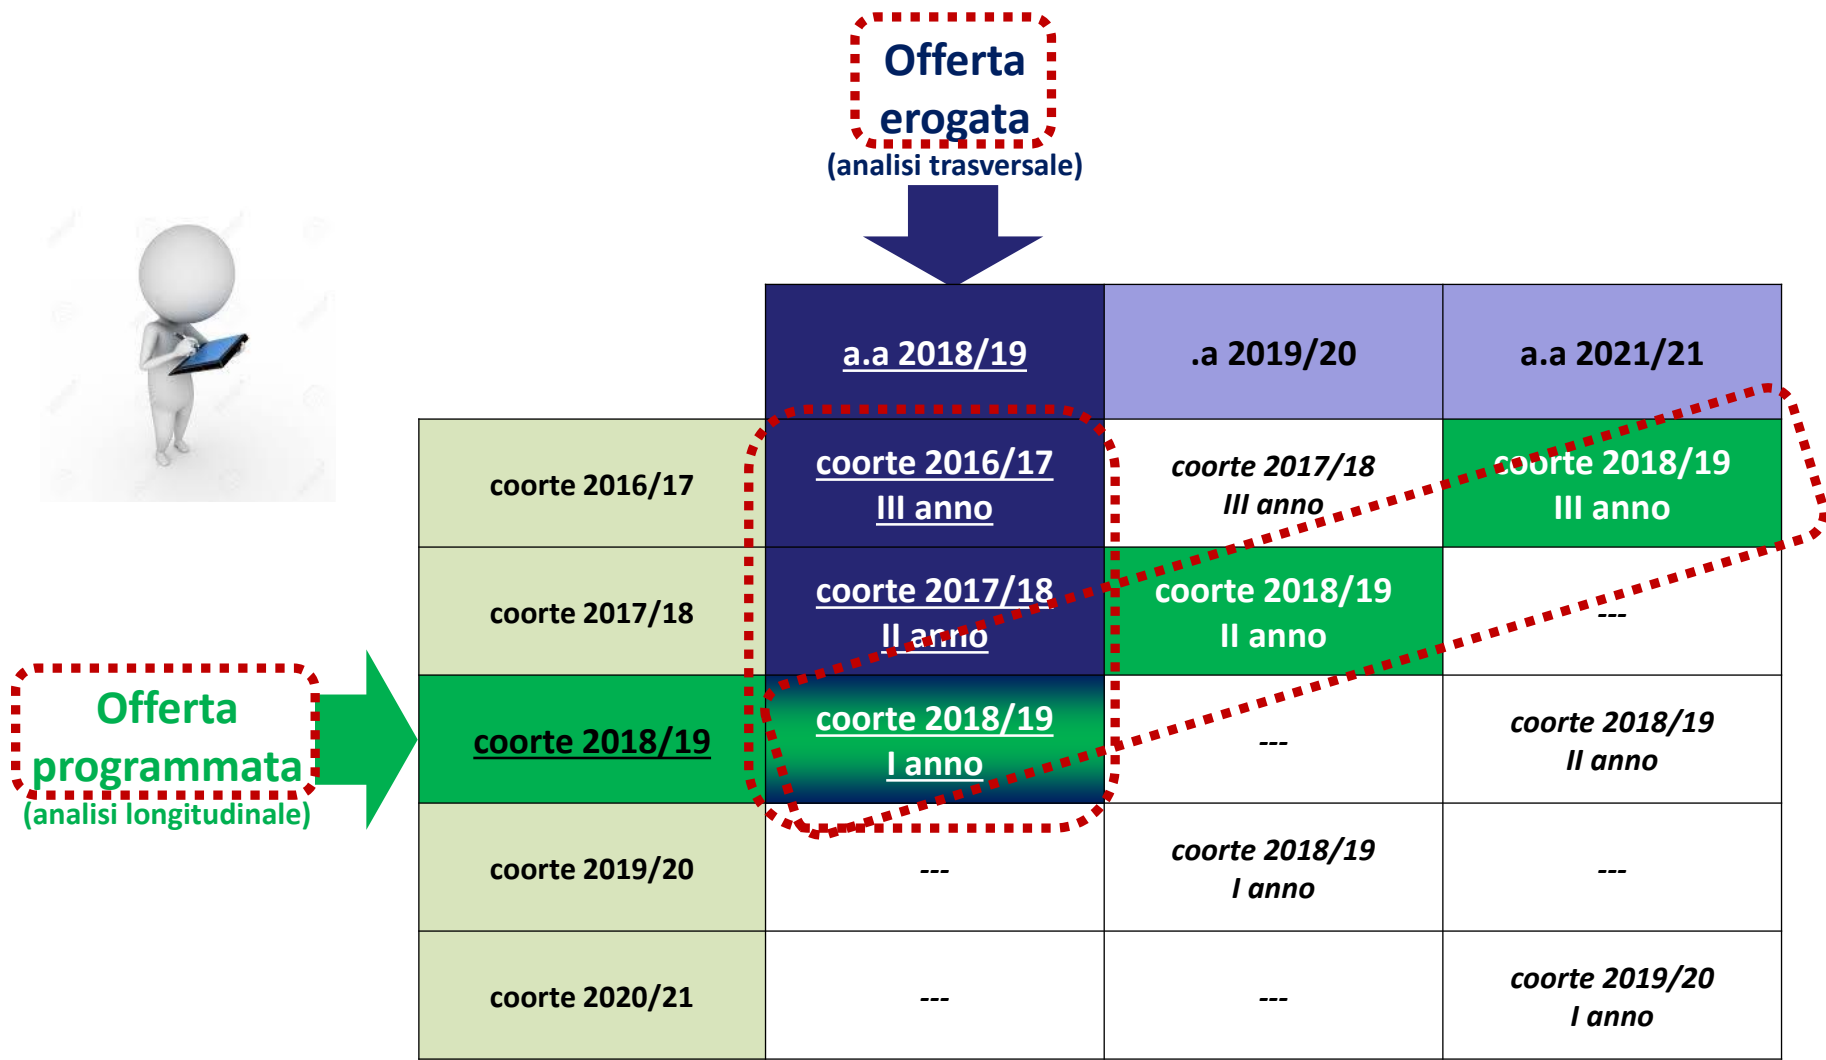 Offerta
erogata
(analisi trasversale)
a.a 2018/19
.a 2019/20
a.a 2021/21
coorte 2016/17
coorte 2016/17
III anno
coorte 2017/18
III anno
coorte 2018/19
III anno
coorte 2017/18
coorte 2017/18
II anno
coorte 2018/19
II anno
---
Offerta
programmata
(analisi longitudinale)
coorte 2018/19
coorte 2018/19
I anno
---
coorte 2018/19
II anno
coorte 2019/20
---
coorte 2018/19
I anno
---
coorte 2020/21
---
---
coorte 2019/20
I anno